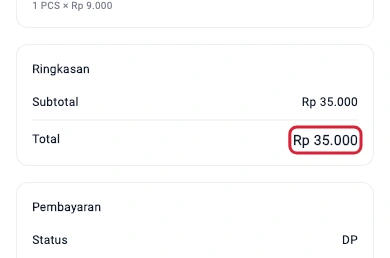 1 PCS × Rp 9.000
Ringkasan
Subtotal Rp 35.000
Total Rp 35.000
Pembayaran
Status DP